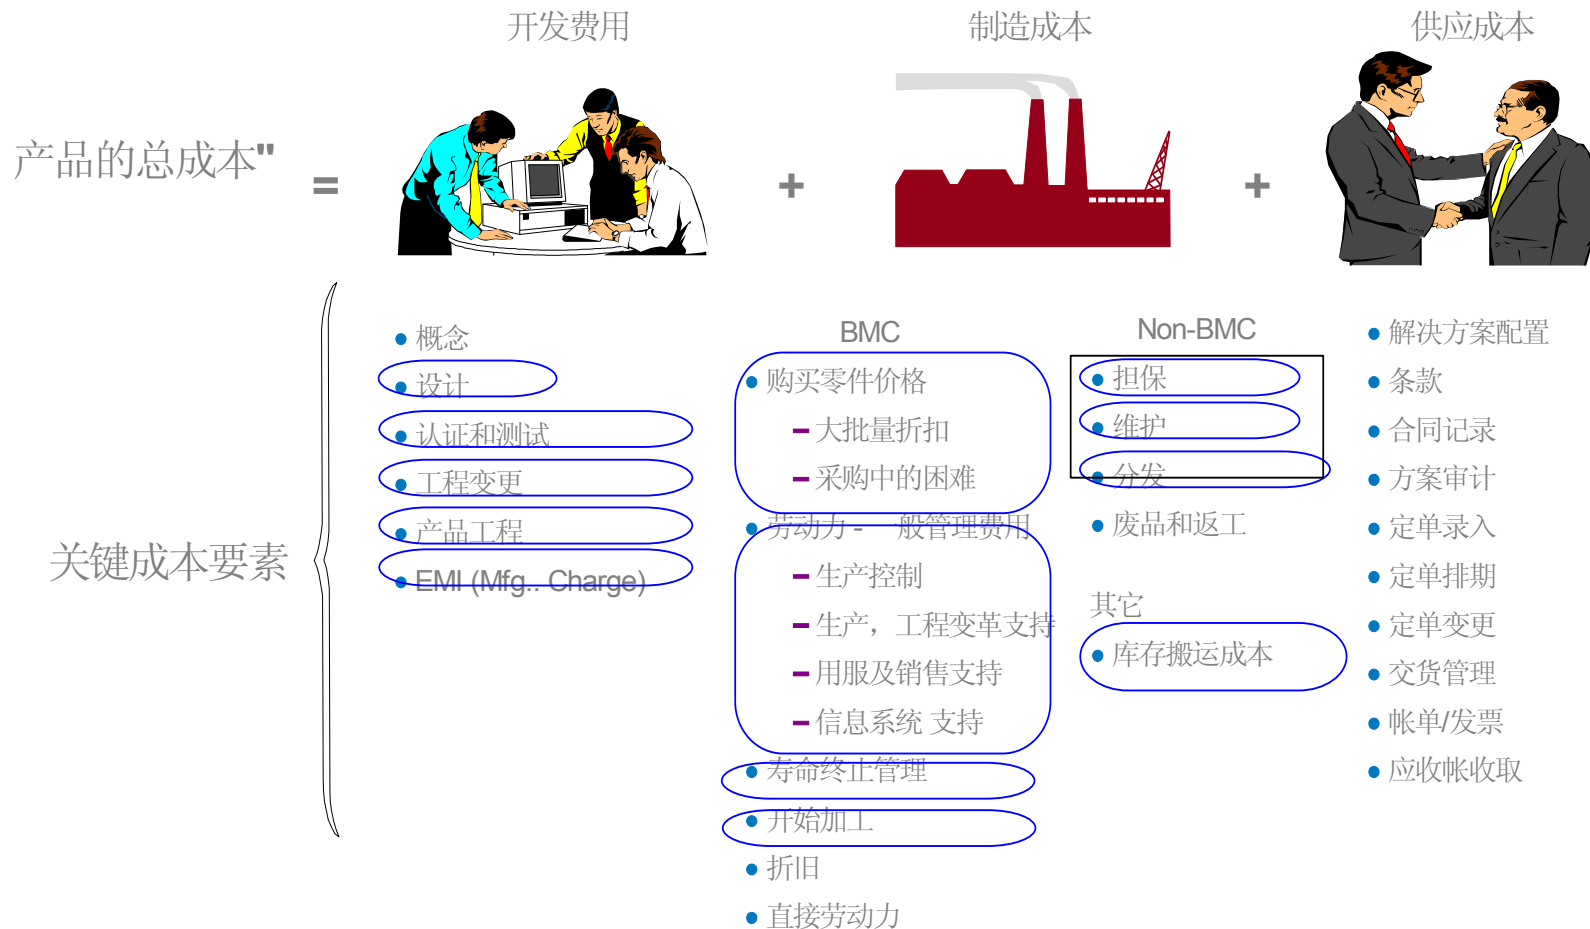 开发费用
制造成本
供应成本
产品的总成本"
=
+
+
关键成本要素
概念
设计
认证和测试
工程变更
产品工程
EMI (Mfg.. Charge)
BMC
购买零件价格
大批量折扣
采购中的困难
劳动力 - 一般管理费用
生产控制
生产，工程变革支持
用服及销售支持
信息系统 支持
寿命终止管理
开始加工
折旧
直接劳动力
Non-BMC
担保
维护
分发
废品和返工
其它
库存搬运成本
解决方案配置
条款
合同记录
方案审计
定单录入
定单排期
定单变更
交货管理
帐单/发票
应收帐收取